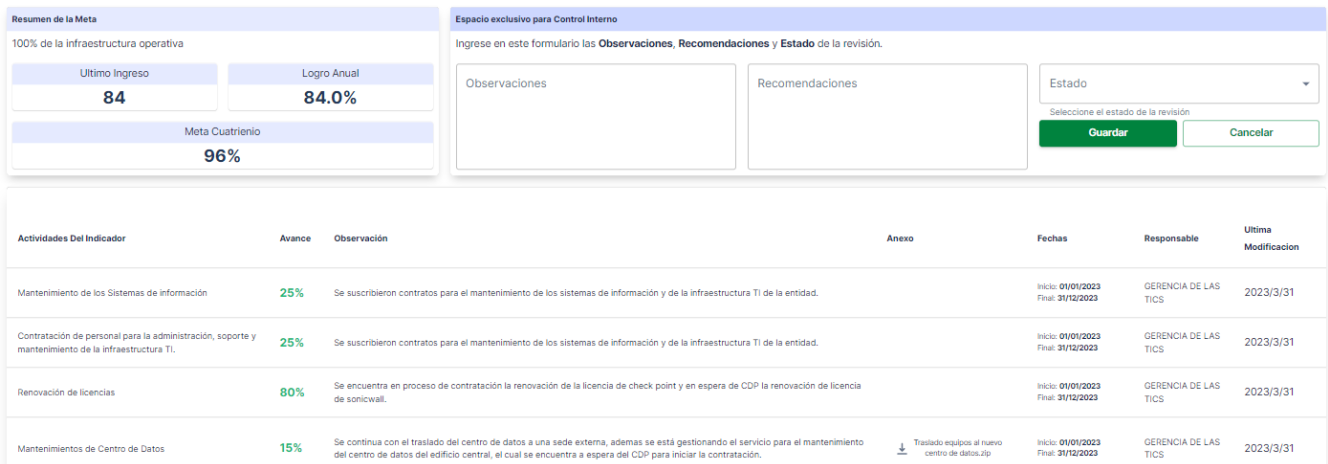 Resumen de la Meta
100% de la infraestructura operativa
Ultimo Ingreso
84
Logro Anual
84.0%
Meta Cuatrienio
96%
Espacio exclusivo para Control Interno
Ingrese en este formulario las Observaciones, Recomendaciones y Estado de la revisión.
Observaciones
Recomendaciones
Estado
Seleccione el estado de la revisión
Guardar
Cancelar
Actividades Del Indicador
Avance
Observación
Anexo
Fechas
Responsable
Ultima
Modificacion
Mantenimiento de los Sistemas de información
25%
Se suscribieron contratos para el mantenimiento de los sistemas de información y de la infraestructura TI de la entidad.
Inicio: 01/01/2023
Final: 31/12/2023
GERENCIA DE LAS
TICS
2023/3/31
Contratación de personal para la administración, soporte y
mantenimiento de la infraestructura TI.
25%
Se suscribieron contratos para el mantenimiento de los sistemas de información y de la infraestructura TI de la entidad.
Inicio: 01/01/2023
Final: 31/12/2023
GERENCIA DE LAS
TICS
2023/3/31
Renovación de licencias
80%
Se encuentra en proceso de contratación la renovación de la licencia de check point y en espera de CDP la renovación de licencia
de sonicwall.
Inicio: 01/01/2023
Final: 31/12/2023
GERENCIA DE LAS
TICS
2023/3/31
Mantenimientos de Centro de Datos
15%
Se continua con el traslado del centro de datos a una sede externa, ademas se está gestionando el servicio para el mantenimiento
del centro de datos del edificio central, el cual se encuentra a espera del CDP para iniciar la contratación.
Traslado equipos al nuevo
centro de datos.zip
Inicio: 01/01/2023
Final: 31/12/2023
GERENCIA DE LAS
TICS
2023/3/31